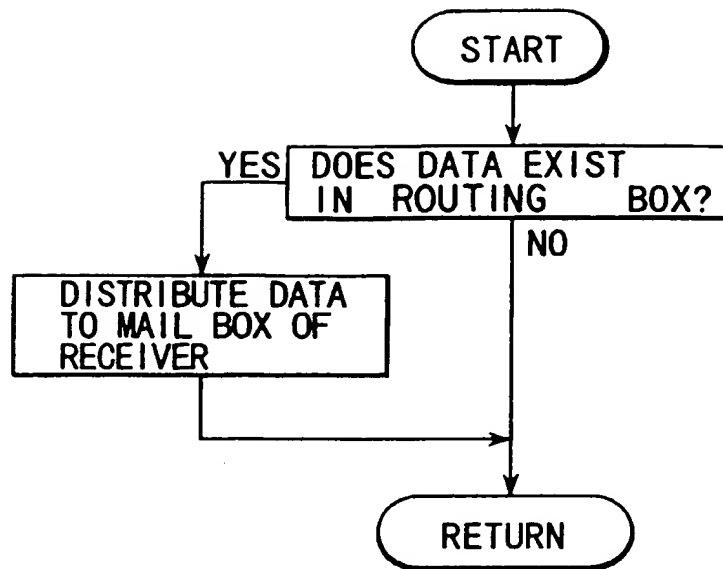 START
YES
DOES DATA EXIST
IN ROUTING BOX?
NO
DISTRIBUTE DATA
TO MAIL BOX OF
RECEIVER
RETURN